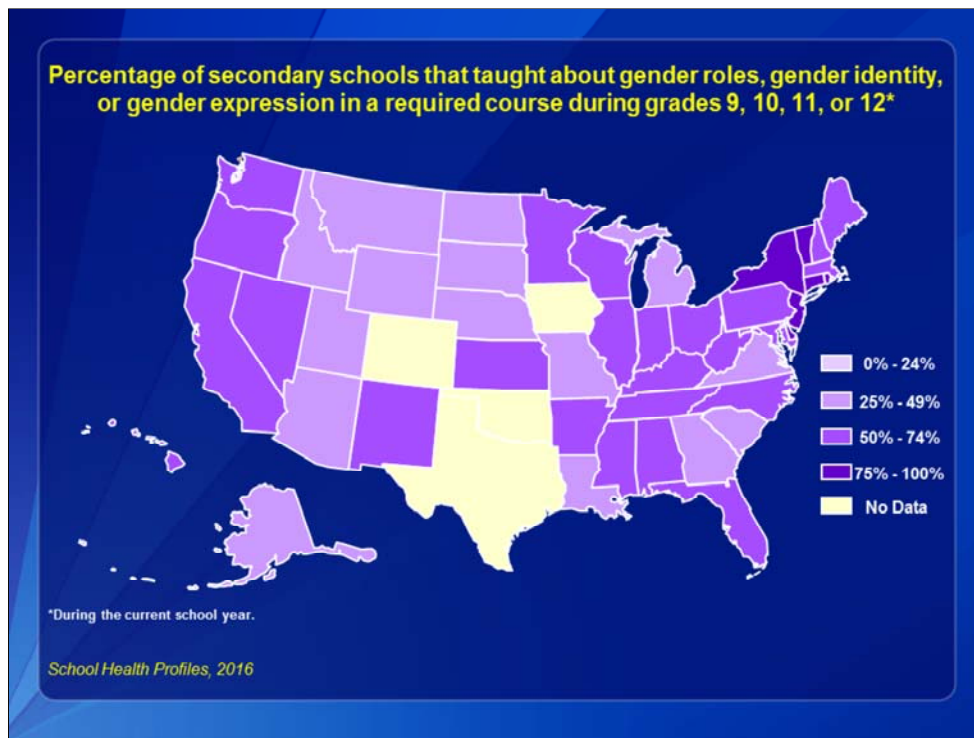 Percentage of secondary schools that taught about gender roles, gender identity,
or gender expression in a required course during grades 9, 10, 11, or 12*
0% - 24%
25% - 49%
50% - 74%
75% - 100%
No Data
*During the current school year.
School Health Profiles, 2016